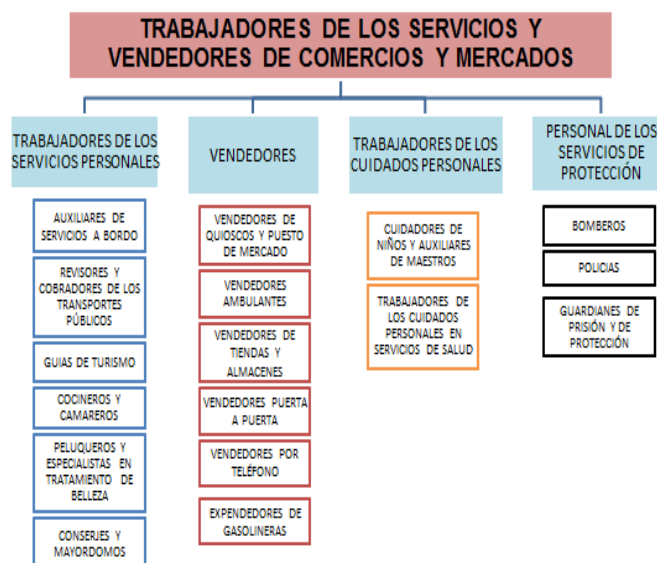 TRABAJADORES DE LOS SERVICIOS Y
VENDEDORES DE COMERCIOS Y MERCADOS
TRABAJADORES DE LOS
SERVICIOS PERSONALES
AUXILIARES DE
SERVICIOS A BORDO
REVISORES Y
COBRADORES DE LOS
TRANSPORTES
PÚBLICOS
GUIAS DE TURISMO
COCINEROS Y
CAMAREROS
PELUQUEROS Y
ESPECIALISTAS EN
TRATAMIENTO DE
BELLEZA
CONSERJES Y
MAYORDOMOS
VENDEDORES
VENDEDORES DE
QUIOSCOS Y PUESTO
DE MERCADO
VENDEDORES
AMBULANTES
VENDEDORES DE
TIENDAS Y
ALMACENES
VENDEDORES PUERTA
A PUERTA
VENDEDORES POR
TELÉFONO
EXPENDEDORES DE
GASOLINERAS
TRABAJADORES DE LOS
CUIDADOS PERSONALES
CUIDADORES DE
NIÑOS Y AUXILIARES
DE MAESTROS
TRABAJADORES DE
LOS CUIDADOS
PERSONALES EN
SERVICIOS DE SALUD
PERSONAL DE LOS
SERVICIOS DE
PROTECCIÓN
BOMBEROS
POLICIAS
GUARDIANES DE
PRISIÓN Y DE
PROTECCIÓN